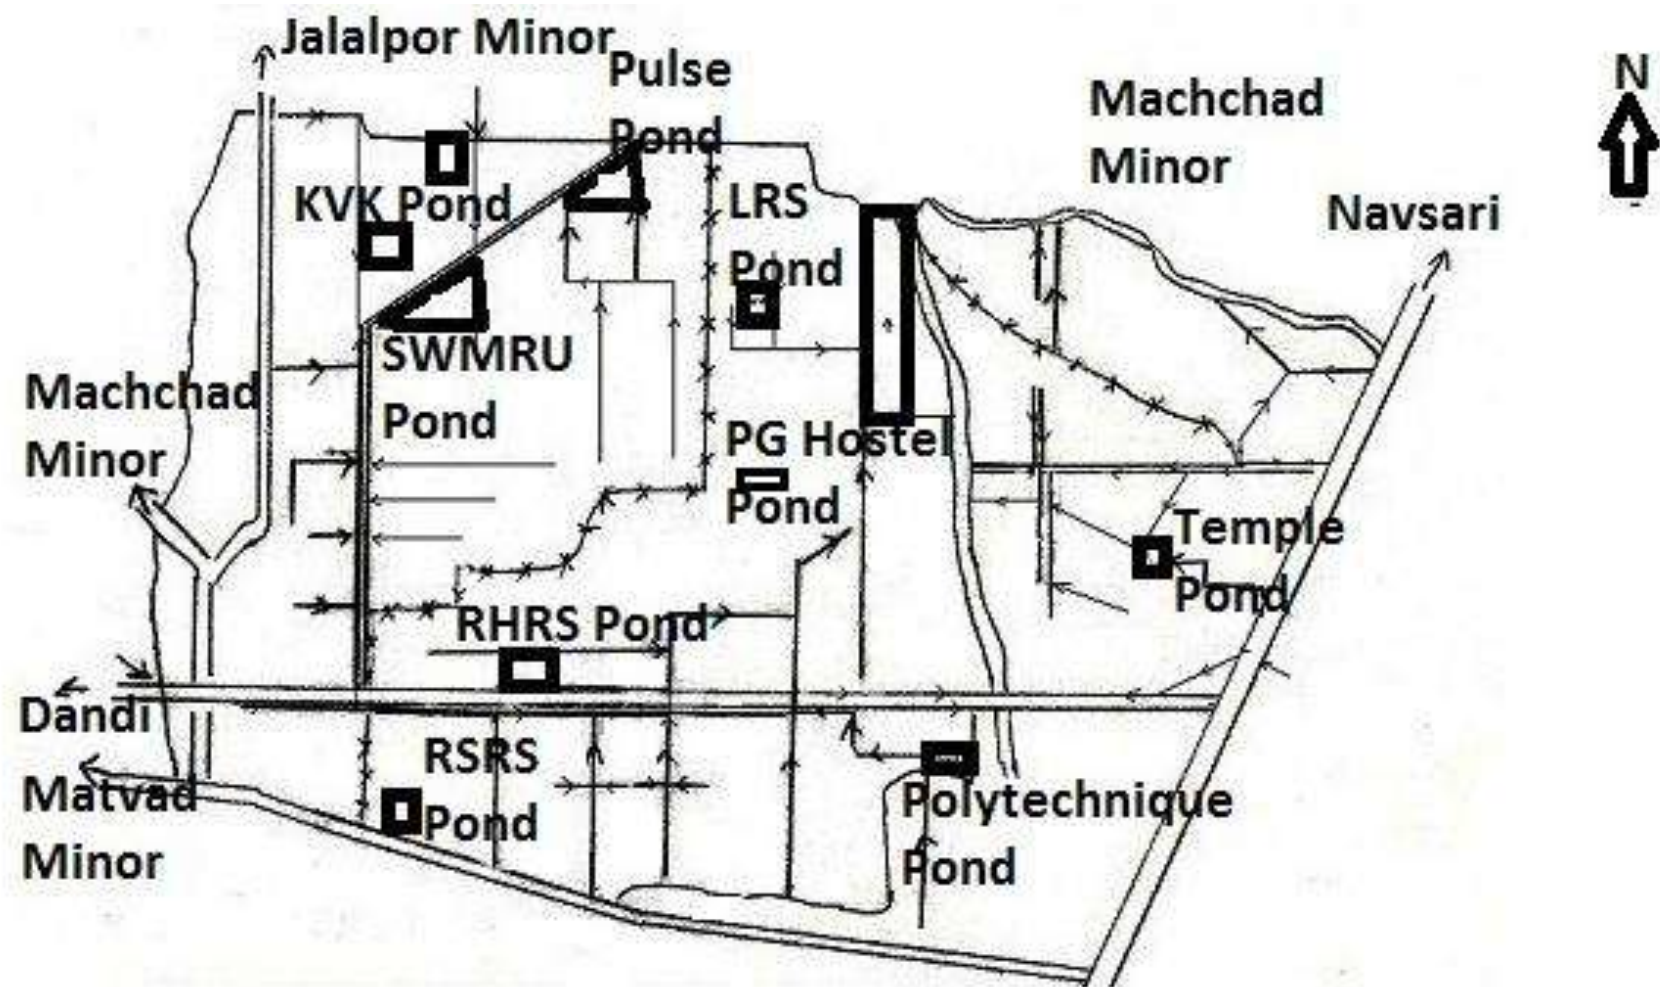 Jalalpor Minor
Pulse
Pond
N
Machchad
Minor
Navsari
KVK Pond
LRS
Pond
SWMRU
Pond
Machchad
Minor
PG Hostel
Pond
Temple
Pond
RHRS Pond
Dandi
RSRS
Pond
Matvad
Minor
Polytechnique
Pond